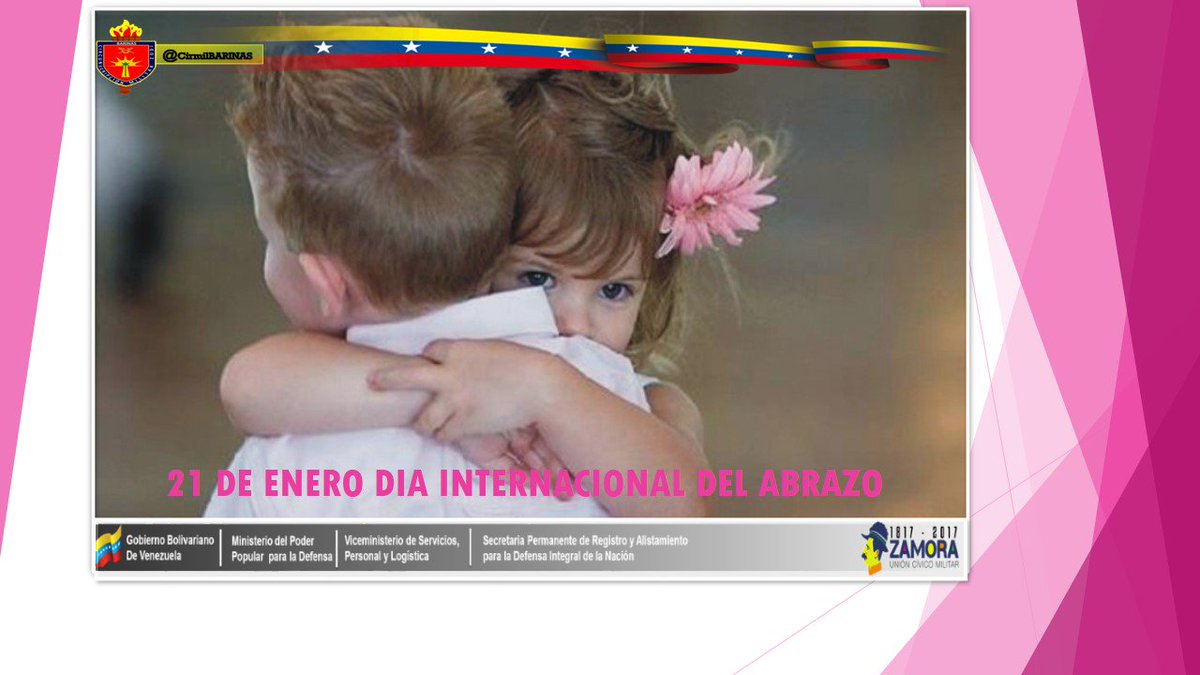 BARINAS
@CirmilBARINAS
21 DE ENERO DIA INTERNACIONAL DEL ABRAZO
Gobierno Bolivariano
De Venezuela
Ministerio del Poder
Popular para la Defensa
Viceministerio de Servicios,
Personal y Logística
Secretaria Permanente de Registro y Alistamiento
para la Defensa Integral de la Nación
1817 - 2017
ZAMORA
UNIÓN CÍVICO MILITAR